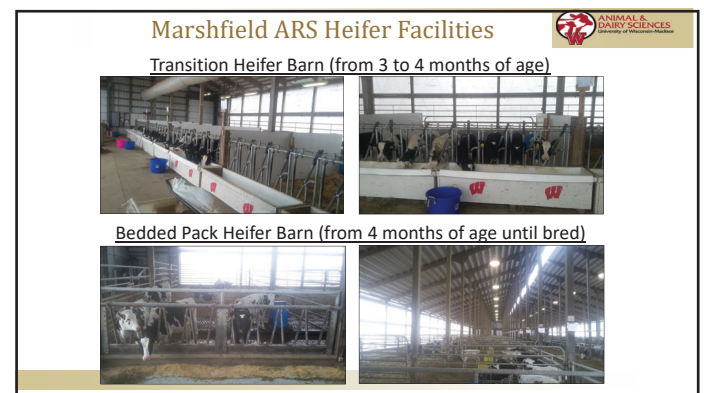 Marshfield ARS Heifer Facilities
ANIMAL &
DAIRY SCIENCES
University of Wisconsin-Madison
Transition Heifer Barn (from 3 to 4 months of age)
W
W
W
W
W
Bedded Pack Heifer Barn (from 4 months of age until bred)